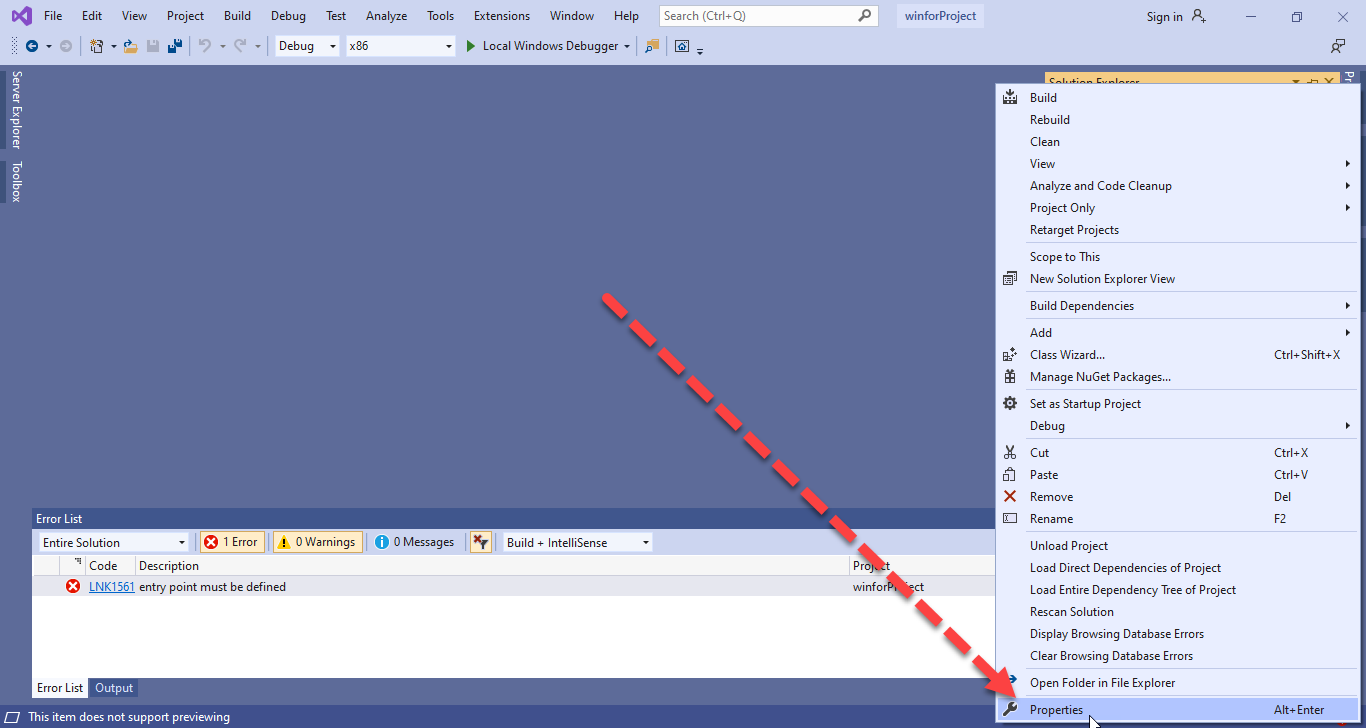 File Edit View Project Build Debug Test Analyze Tools Extensions Window Help Search (Ctrl+Q) winforProject Sign in
Debug x86 Local Windows Debugger
Server Explorer
Toolbox
Solution Explorer
Build
Rebuild
Clean
View
Analyze and Code Cleanup
Project Only
Retarget Projects
Scope to This
New Solution Explorer View
Build Dependencies
Add
Class Wizard... Ctrl+Shift+X
Manage NuGet Packages...
Set as Startup Project
Debug
Cut Ctrl+X
Paste Ctrl+V
Remove Del
Rename F2
Unload Project
Load Direct Dependencies of Project
Load Entire Dependency Tree of Project
Rescan Solution
Display Browsing Database Errors
Clear Browsing Database Errors
Open Folder in File Explorer
Properties Alt+Enter
Error List
Entire Solution 1 Error 0 Warnings 0 Messages Build + IntelliSense
Code Description Project
LNK1561 entry point must be defined winforProject
Error List Output
This item does not support previewing